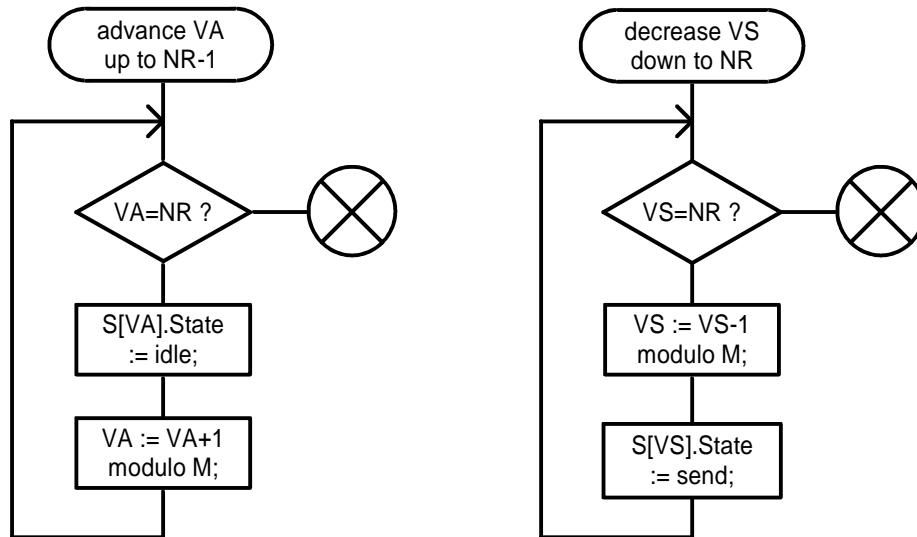 advance VA
up to NR-1
VA=NR ?
S[VA].State
:= idle;
VA := VA+1
modulo M;
decrease VS
down to NR
VS=NR ?
VS := VS-1
modulo M;
S[VS].State
:= send;